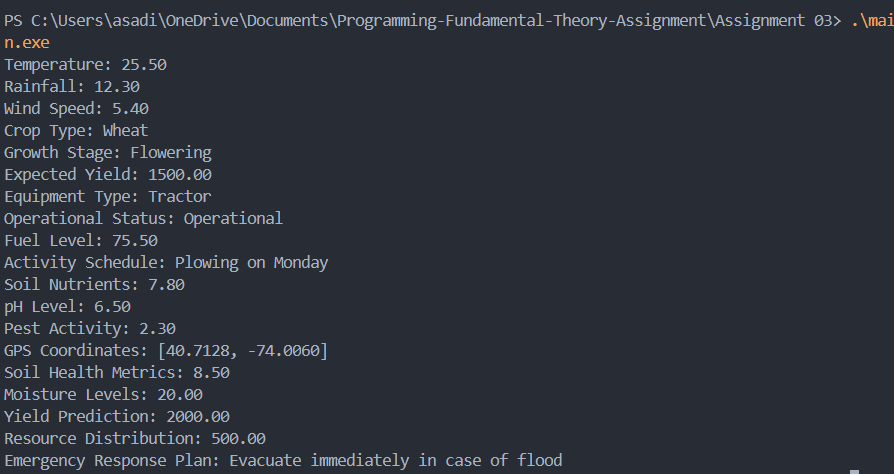 PS C:\Users\asadi\OneDrive\Documents\Programming-Fundamental-Theory-Assignment\Assignment 03> .\mai
n.exe
Temperature: 25.50
Rainfall: 12.30
Wind Speed: 5.40
Crop Type: Wheat
Growth Stage: Flowering
Expected Yield: 1500.00
Equipment Type: Tractor
Operational Status: Operational
Fuel Level: 75.50
Activity Schedule: Plowing on Monday
Soil Nutrients: 7.80
pH Level: 6.50
Pest Activity: 2.30
GPS Coordinates: [40.7128, -74.0060]
Soil Health Metrics: 8.50
Moisture Levels: 20.00
Yield Prediction: 2000.00
Resource Distribution: 500.00
Emergency Response Plan: Evacuate immediately in case of flood